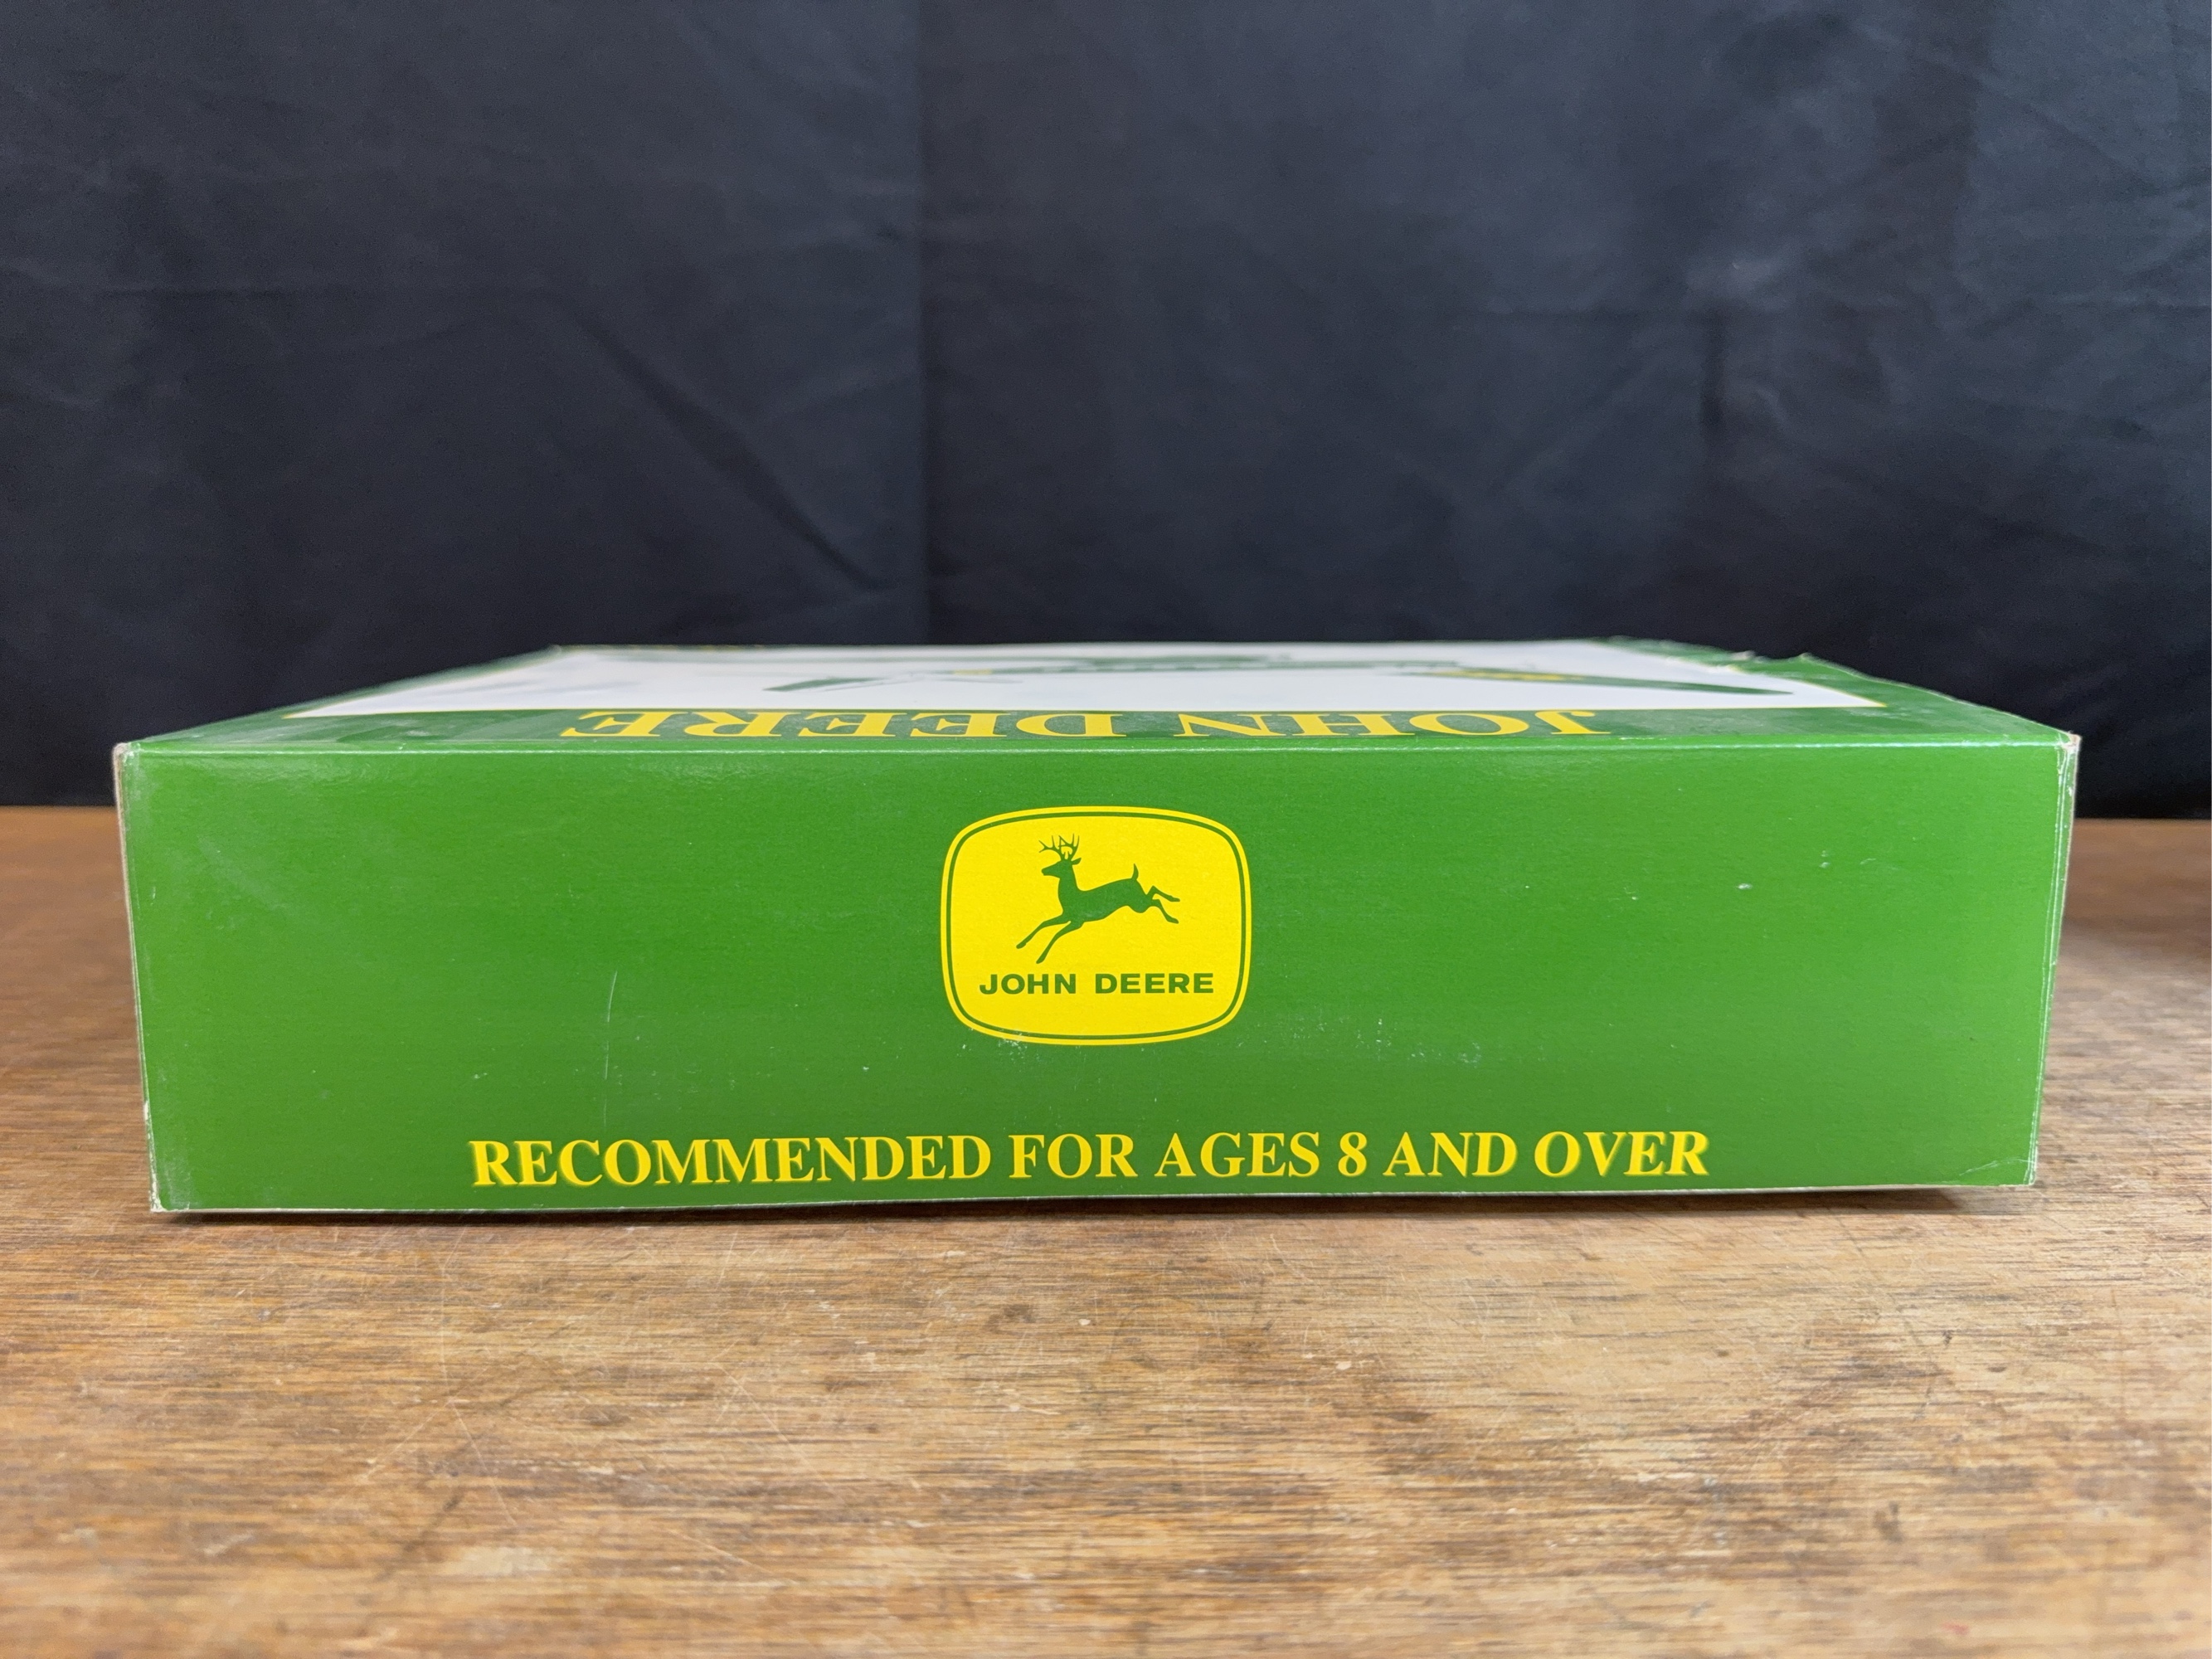 JOHN DEERE
JOHN DEERE
RECOMMENDED FOR AGES 8 AND OVER